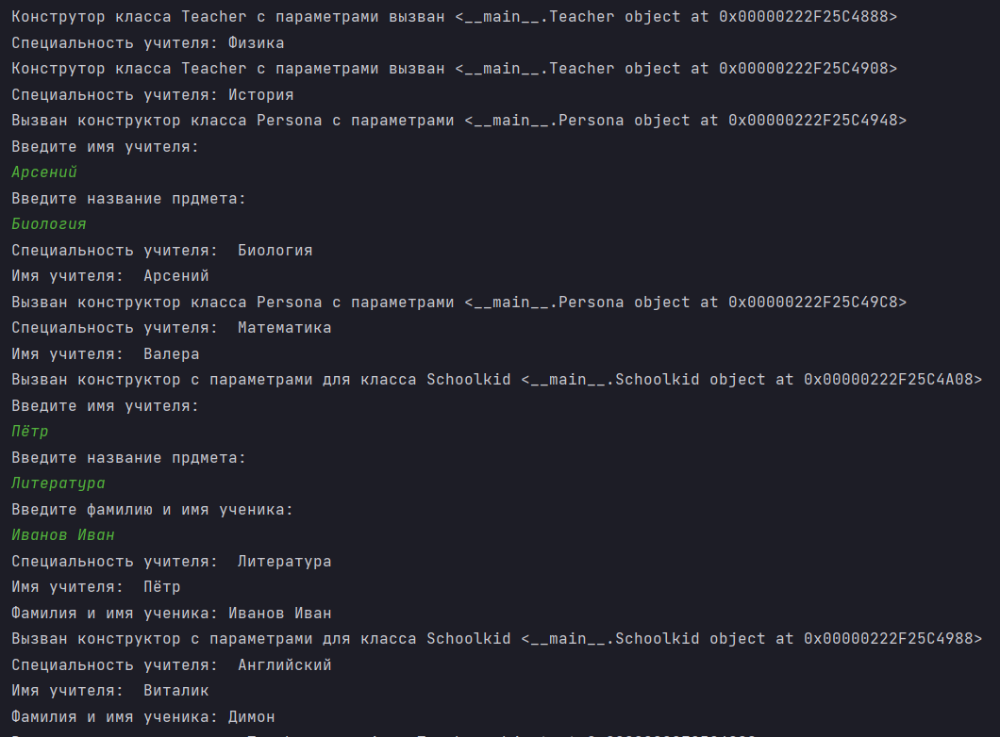 Конструтор класса Teacher с параметрами вызван <__main__.Teacher object at 0x00000222F25C4888>
Специальность учителя: Физика
Конструтор класса Teacher с параметрами вызван <__main__.Teacher object at 0x00000222F25C4908>
Специальность учителя: История
Вызван конструктор класса Persona с параметрами <__main__.Persona object at 0x00000222F25C4948>
Введите имя учителя:
Арсений
Введите название прдмета:
Биология
Специальность учителя:  Биология
Имя учителя:  Арсений
Вызван конструктор класса Persona с параметрами <__main__.Persona object at 0x00000222F25C49C8>
Специальность учителя:  Математика
Имя учителя:  Валера
Вызван конструктор с параметрами для класса Schoolkid <__main__.Schoolkid object at 0x00000222F25C4A08>
Введите имя учителя:
Пётр
Введите название прдмета:
Литература
Введите фамилию и имя ученика:
Иванов Иван
Специальность учителя:  Литература
Имя учителя:  Пётр
Фамилия и имя ученика: Иванов Иван
Вызван конструктор с параметрами для класса Schoolkid <__main__.Schoolkid object at 0x00000222F25C4988>
Специальность учителя:  Английский
Имя учителя:  Виталик
Фамилия и имя ученика: Димон